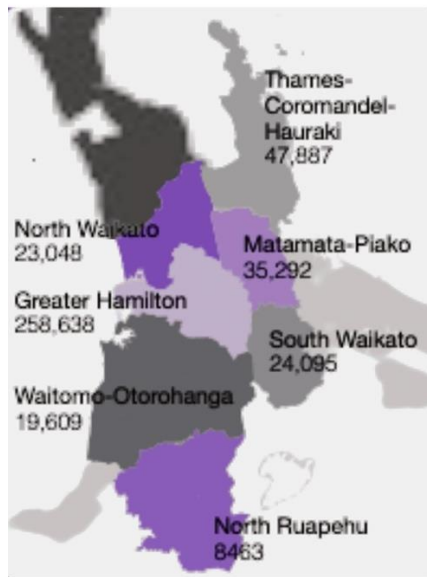 Thames-
Coromandel-
Hauraki
47,887
North Waikato
23,048
Matamata-Piako
35,292
Greater Hamilton
258,638
South Waikato
24,095
Waitomo-Otorohanga
19,609
North Ruapehu
8463